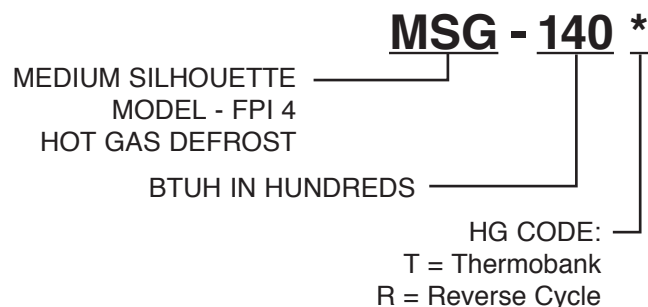 MSG - 140 *
MEDIUM SILHOUETTE
MODEL - FPI 4
HOT GAS DEFROST
BTUH IN HUNDREDS
HG CODE:
T = Thermobank
R = Reverse Cycle